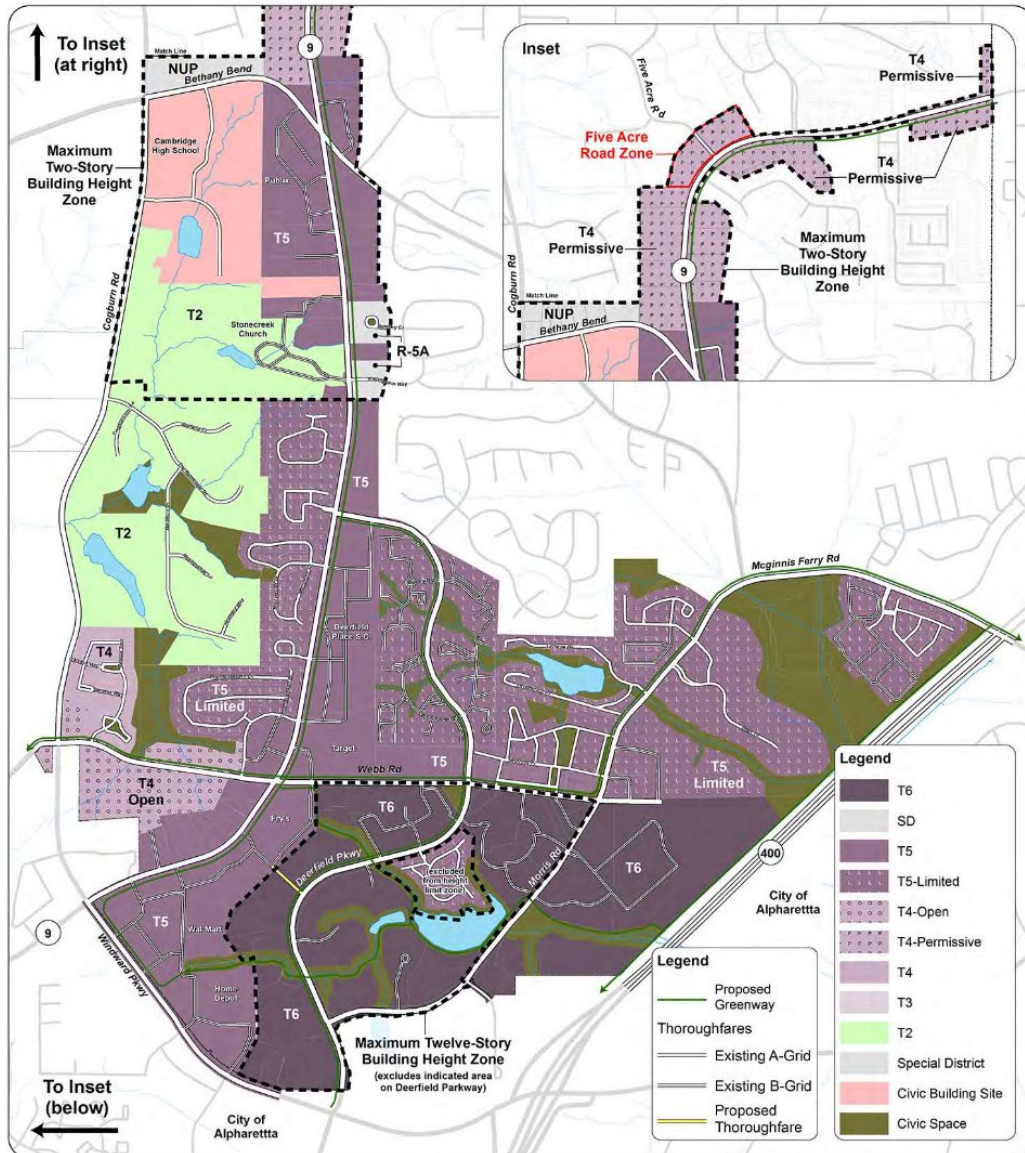 To Inset
(at right)
Match Line
NUP
Bethany Bend
9
Maximum
Two-Story
Building Height
Zone
Cambridge
High School
Publix
T5
Cogburn Rd
T2
Stonecreek
Church
R-5A
T5
T2
Mcginnis Ferry Rd
Deerfield
Place S.C.
T4
T5
Limited
Target
T5
Webb Rd
T5
Limited
T4
Open
Fry's
T6
Deerfield Pkwy
(excluded
from height
limit zone)
Morris Rd
T6
400
City of
Alpharettta
9
T5
Wal-Mart
Windward Pkwy
Home
Depot
T6
Maximum Twelve-Story
Building Height Zone
(excludes indicated area
on Deerfield Parkway)
To Inset
(below)
City of
Alpharettta
Inset
Five Acre Rd
T4
Permissive
Five Acre
Road Zone
T4
Permissive
T4
Permissive
Maximum
Two-Story
Building Height
Zone
9
Cogburn Rd
Match Line
NUP
Bethany Bend
Legend
Proposed
Greenway
Thoroughfares
Existing A-Grid
Existing B-Grid
Proposed
Thoroughfare
Legend
T6
SD
T5
T5-Limited
T4-Open
T4-Permissive
T4
T3
T2
Special District
Civic Building Site
Civic Space